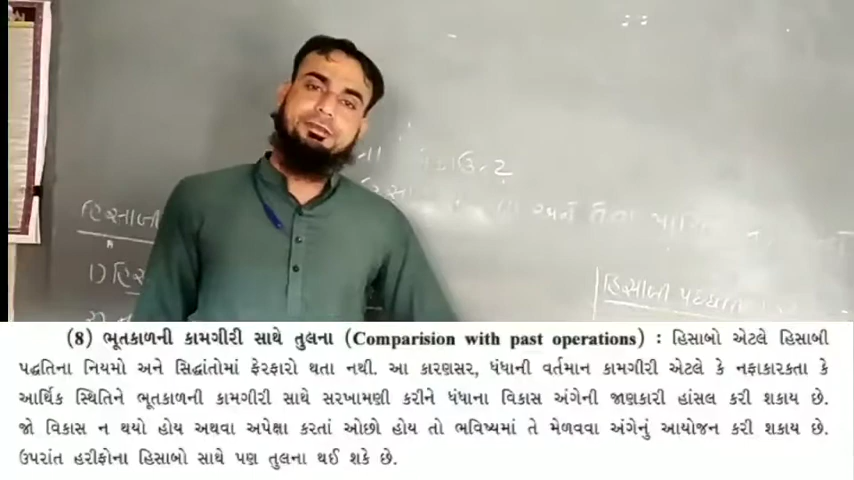 હિસાબી
1) હિસ
હિસાબી
(8) ભૂતકાળની કામગીરી સાથે તુલના (Comparision with past operations) : હિસાબો એટલે હિસાબી
પદ્ધતિના નિયમો અને સિદ્ધાંતોમાં ફેરફારો થતા નથી. આ કારણસર, ધંધાની વર્તમાન કામગીરી એટલે કે નફાકારકતા કે
આર્થિક સ્થિતિને ભૂતકાળની કામગીરી સાથે સરખામણી કરીને ધંધાના વિકાસ અંગેની જાણકારી હાંસલ કરી શકાય છે.
જો વિકાસ ન થયો હોય અથવા અપેક્ષા કરતાં ઓછો હોય તો ભવિષ્યમાં તે મેળવવા અંગેનું આયોજન કરી શકાય છે.
ઉપરાંત હરીફોના હિસાબો સાથે પણ તુલના થઈ શકે છે.